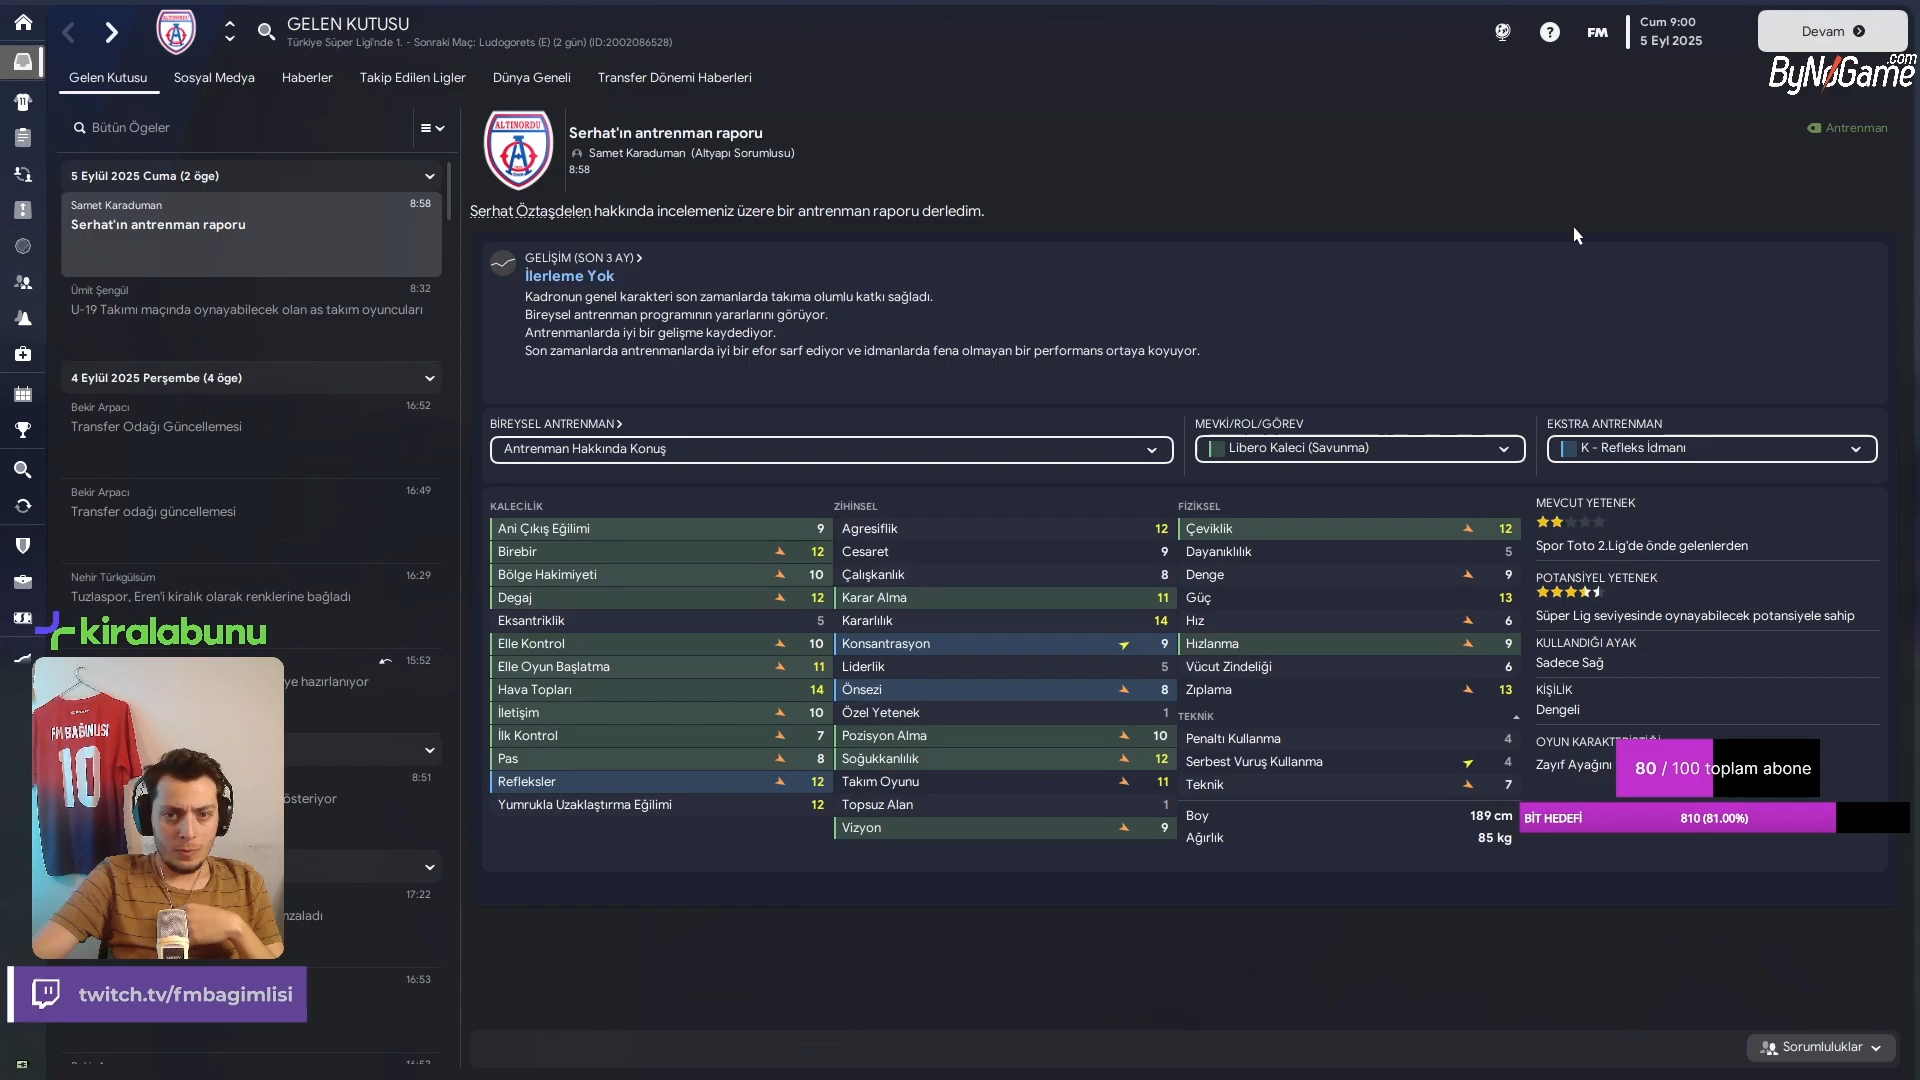 GELEN KUTUSU
Türkiye Süper Ligi'nde 1. - Sonraki Maç: Ludogorets (E) (2 gün) (ID:2002086528)
FM
Cum 9:00
5 Eyl 2025
Devam
ByNoGame.com
Gelen Kutusu
Sosyal Medya
Haberler
Takip Edilen Ligler
Dünya Geneli
Transfer Dönemi Haberleri
Bütün Ögeler
5 Eylül 2025 Cuma (2 öge)
Samet Karaduman 8:58
Serhat'ın antrenman raporu
Ümit Şengül 8:32
U-19 Takımı maçında oynayabilecek olan as takım oyuncuları
4 Eylül 2025 Perşembe (4 öge)
Bekir Arpacı 16:52
Transfer Odağı Güncellemesi
Bekir Arpacı 16:49
Transfer odağı güncellemesi
Nehir Türkgülsüm 16:29
Tuzlaspor, Eren'i kiralık olarak renklerine bağladı
kiralabunu
15:52
ye hazırlanıyor
8:51
österiyor
17:22
nzaladı
16:53
FM BAĞIMLISI
10
twitch.tv/fmbagimlisi
ALTINORDU
Serhat'ın antrenman raporu
Samet Karaduman (Altyapı Sorumlusu)
8:58
Antrenman
Serhat Öztaşdelen hakkında incelemeniz üzere bir antrenman raporu derledim.
GELİŞİM (SON 3 AY)
İlerleme Yok
Kadronun genel karakteri son zamanlarda takıma olumlu katkı sağladı.
Bireysel antrenman programının yararlarını görüyor.
Antrenmanlarda iyi bir gelişme kaydediyor.
Son zamanlarda antrenmanlarda iyi bir efor sarf ediyor ve idmanlarda fena olmayan bir performans ortaya koyuyor.
BİREYSEL ANTRENMAN
Antrenman Hakkında Konuş
MEVKİ/ROL/GÖREV
Libero Kaleci (Savunma)
EKSTRA ANTRENMAN
K - Refleks İdmanı
KALECİLİK
Ani Çıkış Eğilimi 9
Birebir 12
Bölge Hakimiyeti 10
Degaj 12
Eksantriklik 5
Elle Kontrol 10
Elle Oyun Başlatma 11
Hava Topları 14
İletişim 10
İlk Kontrol 7
Pas 8
Refleksler 12
Yumrukla Uzaklaştırma Eğilimi 12
ZİHİNSEL
Agresiflik 12
Cesaret 9
Çalışkanlık 8
Karar Alma 11
Kararlılık 14
Konsantrasyon 9
Liderlik 5
Önsezi 8
Özel Yetenek 1
Pozisyon Alma 10
Soğukkanlılık 12
Takım Oyunu 11
Topsuz Alan 1
Vizyon 9
FİZİKSEL
Çeviklik 12
Dayanıklılık 5
Denge 9
Güç 13
Hız 6
Hızlanma 9
Vücut Zindeliği 6
Zıplama 13
TEKNİK
Penaltı Kullanma 4
Serbest Vuruş Kullanma 4
Teknik 7
Boy 189 cm
Ağırlık 85 kg
MEVCUT YETENEK
Spor Toto 2.Lig'de önde gelenlerden
POTANSİYEL YETENEK
Süper Lig seviyesinde oynayabilecek potansiyele sahip
KULLANDIĞI AYAK
Sadece Sağ
KİŞİLİK
Dengeli
OYUN KARAKTERİSTİĞİ
Zayıf Ayağını
80 / 100 toplam abone
BİT HEDEFİ 810 (81.00%)
Sorumluluklar